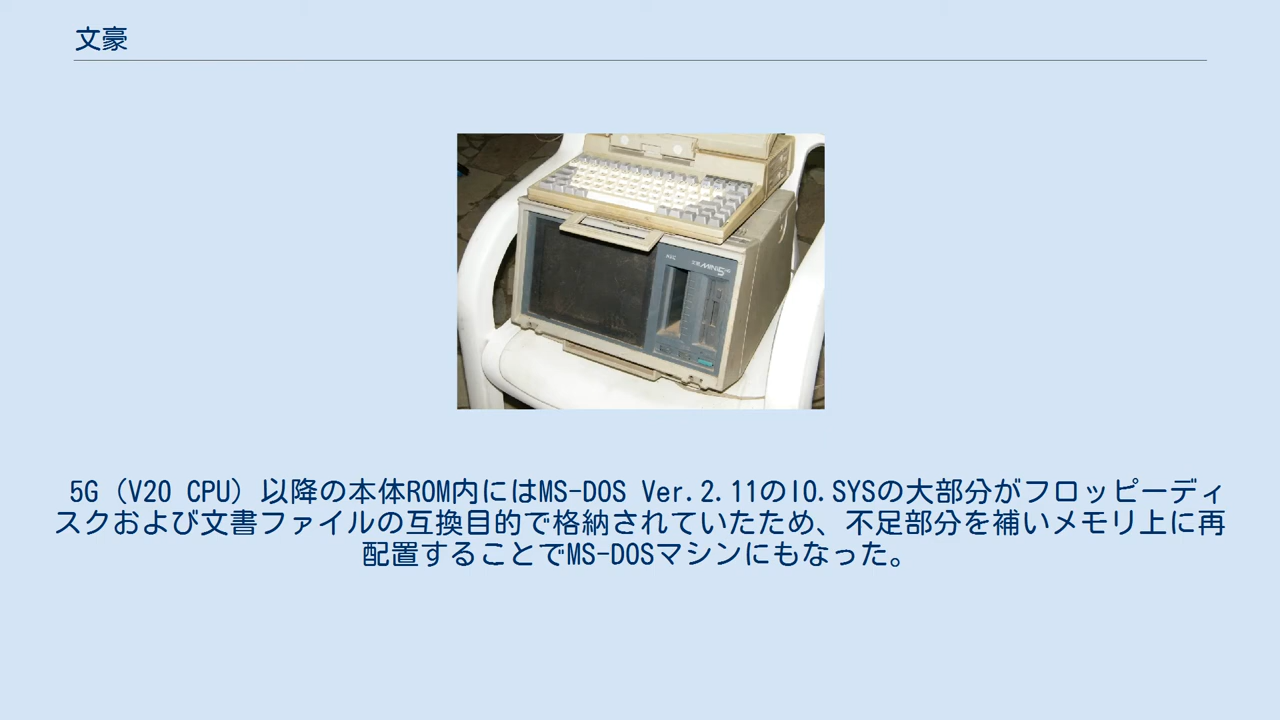 文豪
NEC
文豪 MINI5
5G（V20 CPU）以降の本体ROM内にはMS-DOS Ver.2.11のIO.SYSの大部分がフロッピーディ
スクおよび文書ファイルの互換目的で格納されていたため、不足部分を補いメモリ上に再
配置することでMS-DOSマシンにもなった。